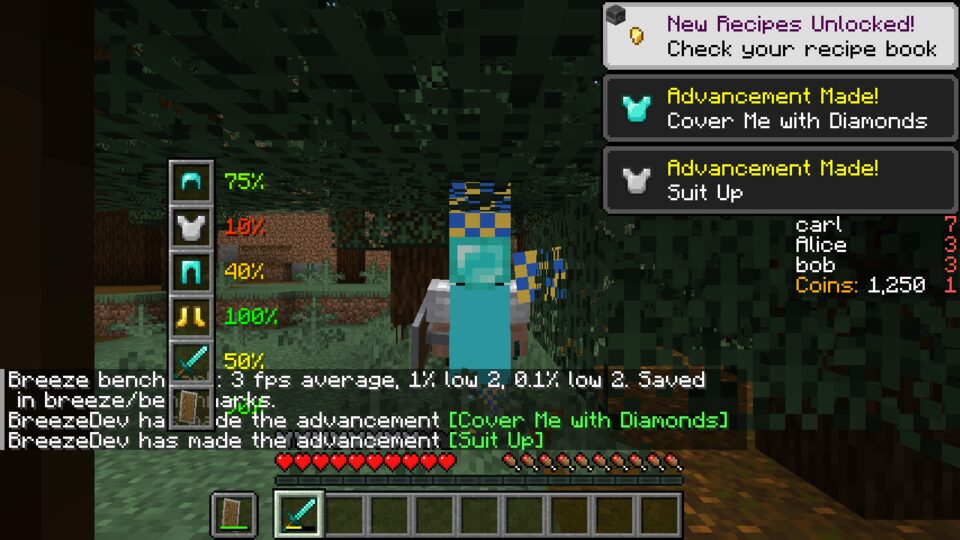 New Recipes Unlocked!
Check your recipe book
Advancement Made!
Cover Me with Diamonds
Advancement Made!
Suit Up
carl 7
Alice 3
bob 3
Coins: 1,250 1
75%
10%
40%
100%
50%
Breeze bench : 3 fps average, 1% low 2, 0.1% low 2. Saved
in breeze/be arks.
BreezeDev ha de the advancement [Cover Me with Diamonds]
BreezeDev has made the advancement [Suit Up]